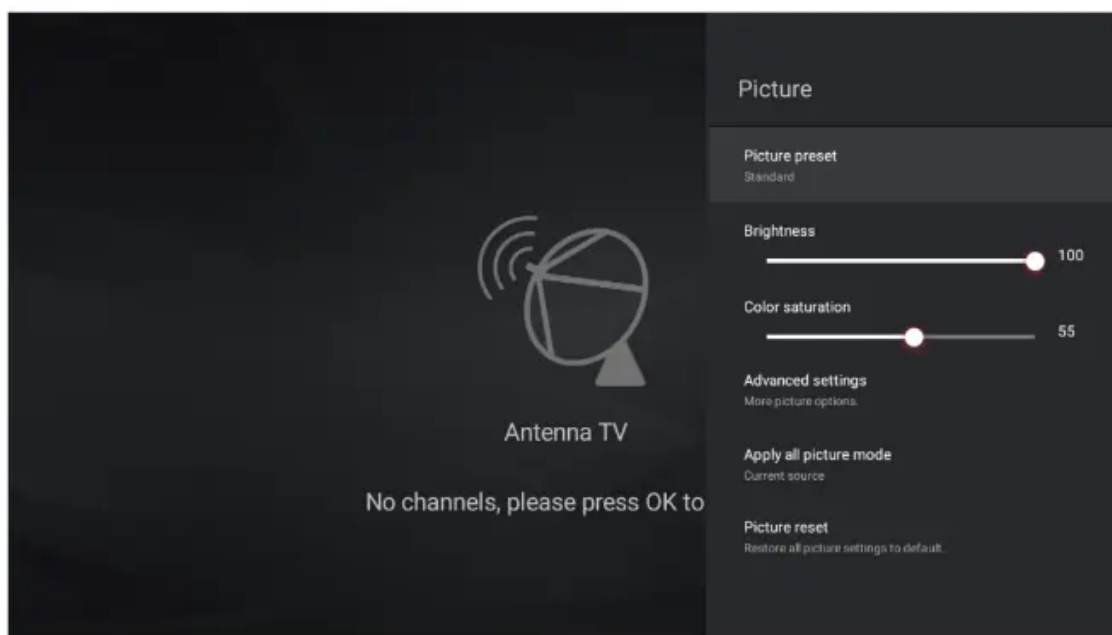 Picture
Picture preset
Standard
Brightness
100
Color saturation
55
Advanced settings
More picture options.
Apply all picture mode
Current source
Picture reset
Restore all picture settings to default.
Antenna TV
No channels, please press OK to